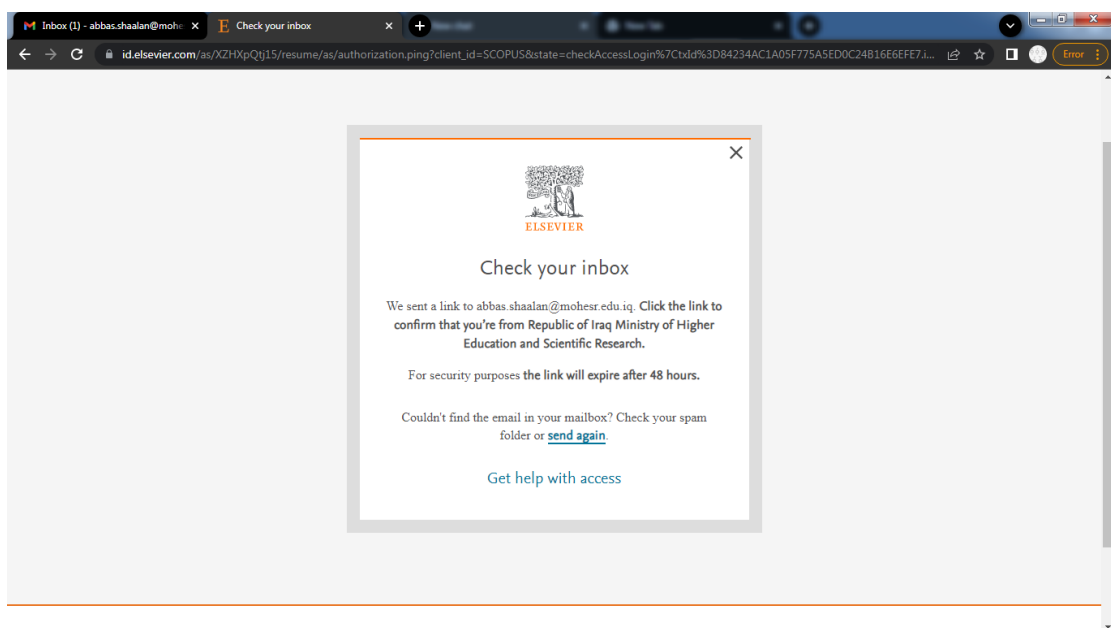 Inbox (1) - abbas.shaalan@mohe
Check your inbox
id.elsevier.com/as/XZHXpQtj15/resume/as/authorization.ping?client_id=SCOPUS&state=checkAccessLogin%7Ctxld%3D84234AC1A05F775A5ED0C24B16E6EFE7.i...
Error
ELSEVIER
Check your inbox
We sent a link to abbas.shaalan@mohesr.edu.iq. Click the link to
confirm that you're from Republic of Iraq Ministry of Higher
Education and Scientific Research.
For security purposes the link will expire after 48 hours.
Couldn't find the email in your mailbox? Check your spam
folder or send again.
Get help with access